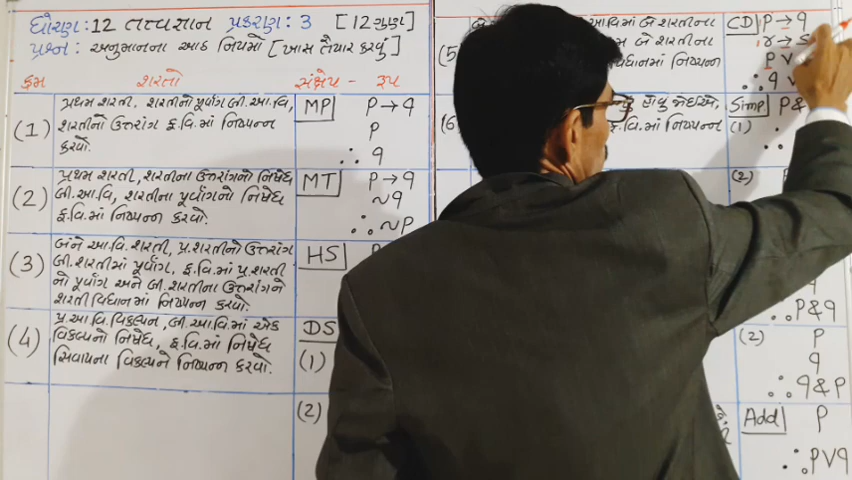 ધોરણ: 12 તત્વજ્ઞાન પ્રકરણ: 3 [12 ગુણ]
પ્રશ્ન: અનુમાનના આઠ નિયમો [ખાસ તૈયાર કરવું]
ક્રમ શરતો સંક્ષેપ - રૂપ
(1) પ્રથમ શરતી, શરતીનો પૂર્વાંગ બી.આ.વિ,
શરતીનો ઉત્તરાંગ ફ.વિ.માં નિષ્પન્ન
કરવો.
MP P → q
P
∴ q
(2) પ્રથમ શરતી, શરતીના ઉત્તરાંગનો નિષેધ
બી.આ.વિ, શરતીના પૂર્વાંગનો નિષેધ
ફ.વિ.માં નિષ્પન્ન કરવો.
MT P → q
~q
∴ ~P
(3) બંને આ.વિ.શરતી, પ્ર.શરતીનો ઉત્તરાંગ
બી.શરતીમાં પૂર્વાંગ, ફ.વિ.માં પ્ર.શરતી
નો પૂર્વાંગ અને બી.શરતીના ઉત્તરાંગને
શરતી વિધાનમાં નિષ્પન્ન કરવો.
HS
(4) પ્ર.આ.વિ.વિકલ્પન, બી.આ.વિ.માં એક
વિકલ્પનો નિષેધ, ફ.વિ.માં નિષેધ
સિવાયના વિકલ્પને નિષ્પન્ન કરવો.
DS
(1)
(2)
(5) આ.વિ.માં બે શરતીના
બે શરતીના
નિષ્પન્ન
CD P → q
r → s
P v
∴ q v
(6) હોવું જોઈએ,
ફ.વિ.માં નિષ્પન્ન
Simp P &
(1)
∴
(2)
q
∴ P & q
(2) P
q
∴ q & P
Add P
∴ P V q